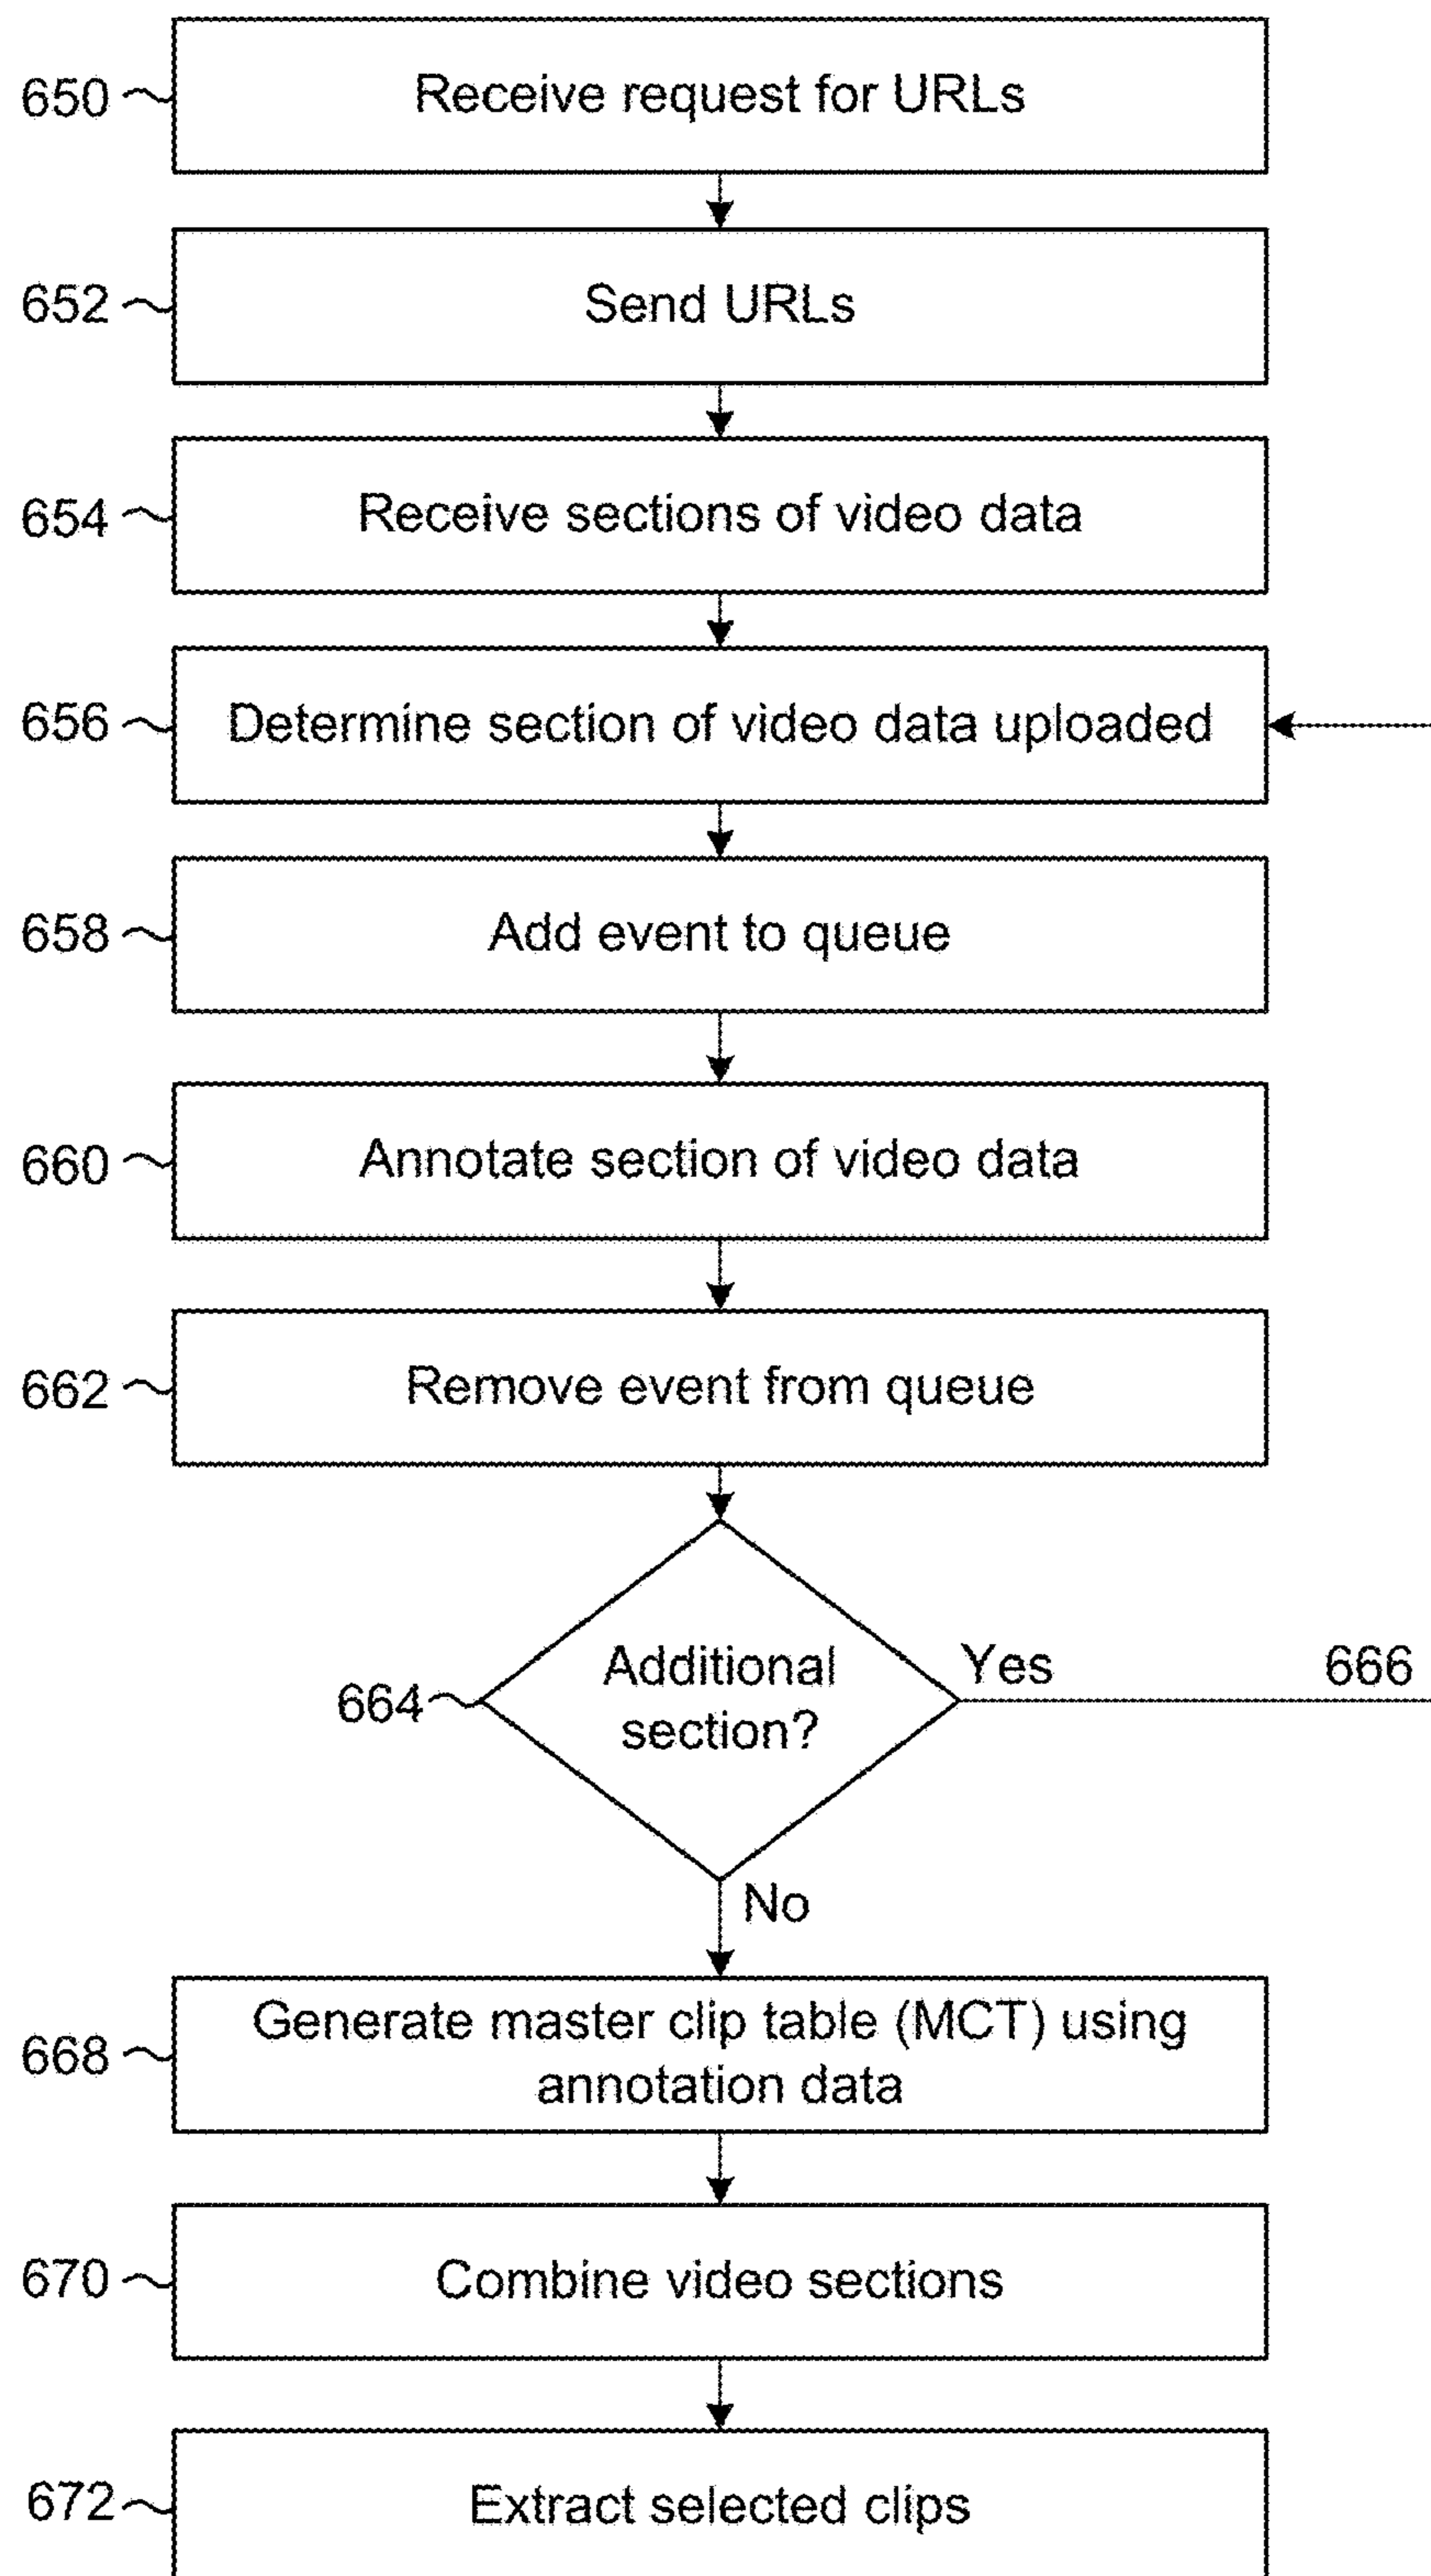 650
Receive request for URLs
652
Send URLs
654
Receive sections of video data
656
Determine section of video data uploaded
658
Add event to queue
660
Annotate section of video data
662
Remove event from queue
664
Additional
section?
Yes
666
No
668
Generate master clip table (MCT) using
annotation data
670
Combine video sections
672
Extract selected clips